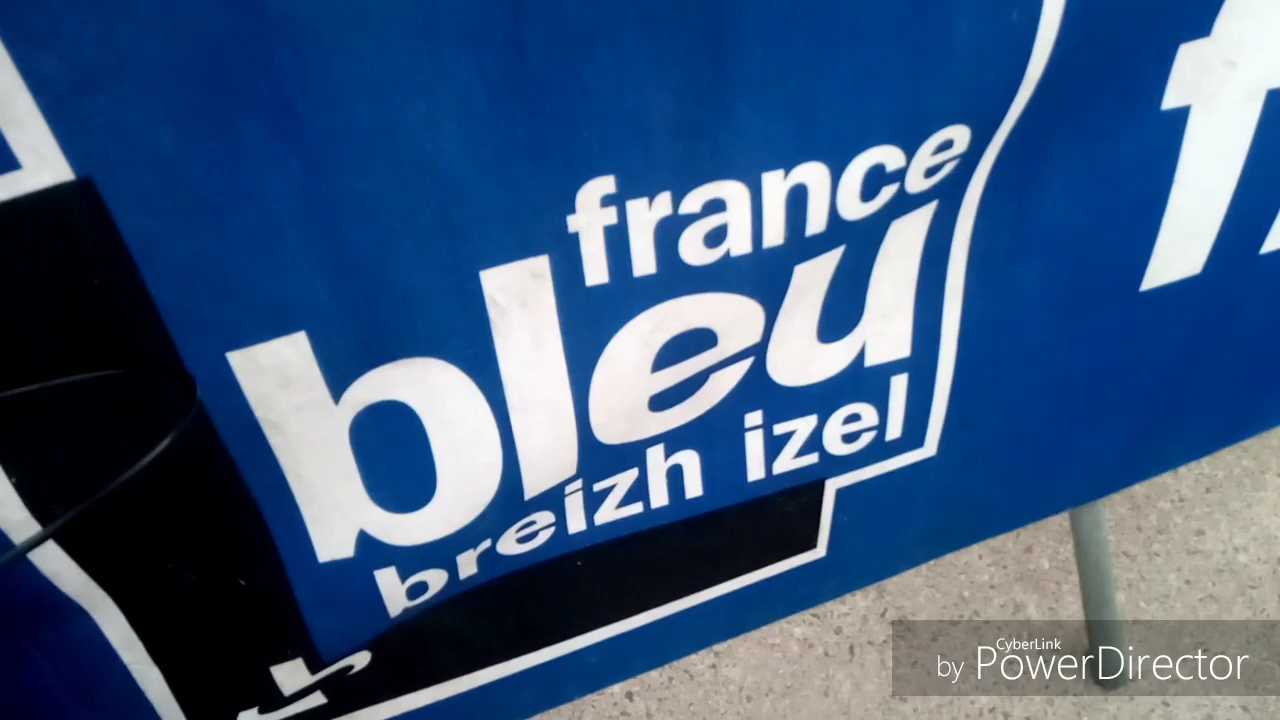 france
bleu
breizh izel
f
CyberLink
by PowerDirector